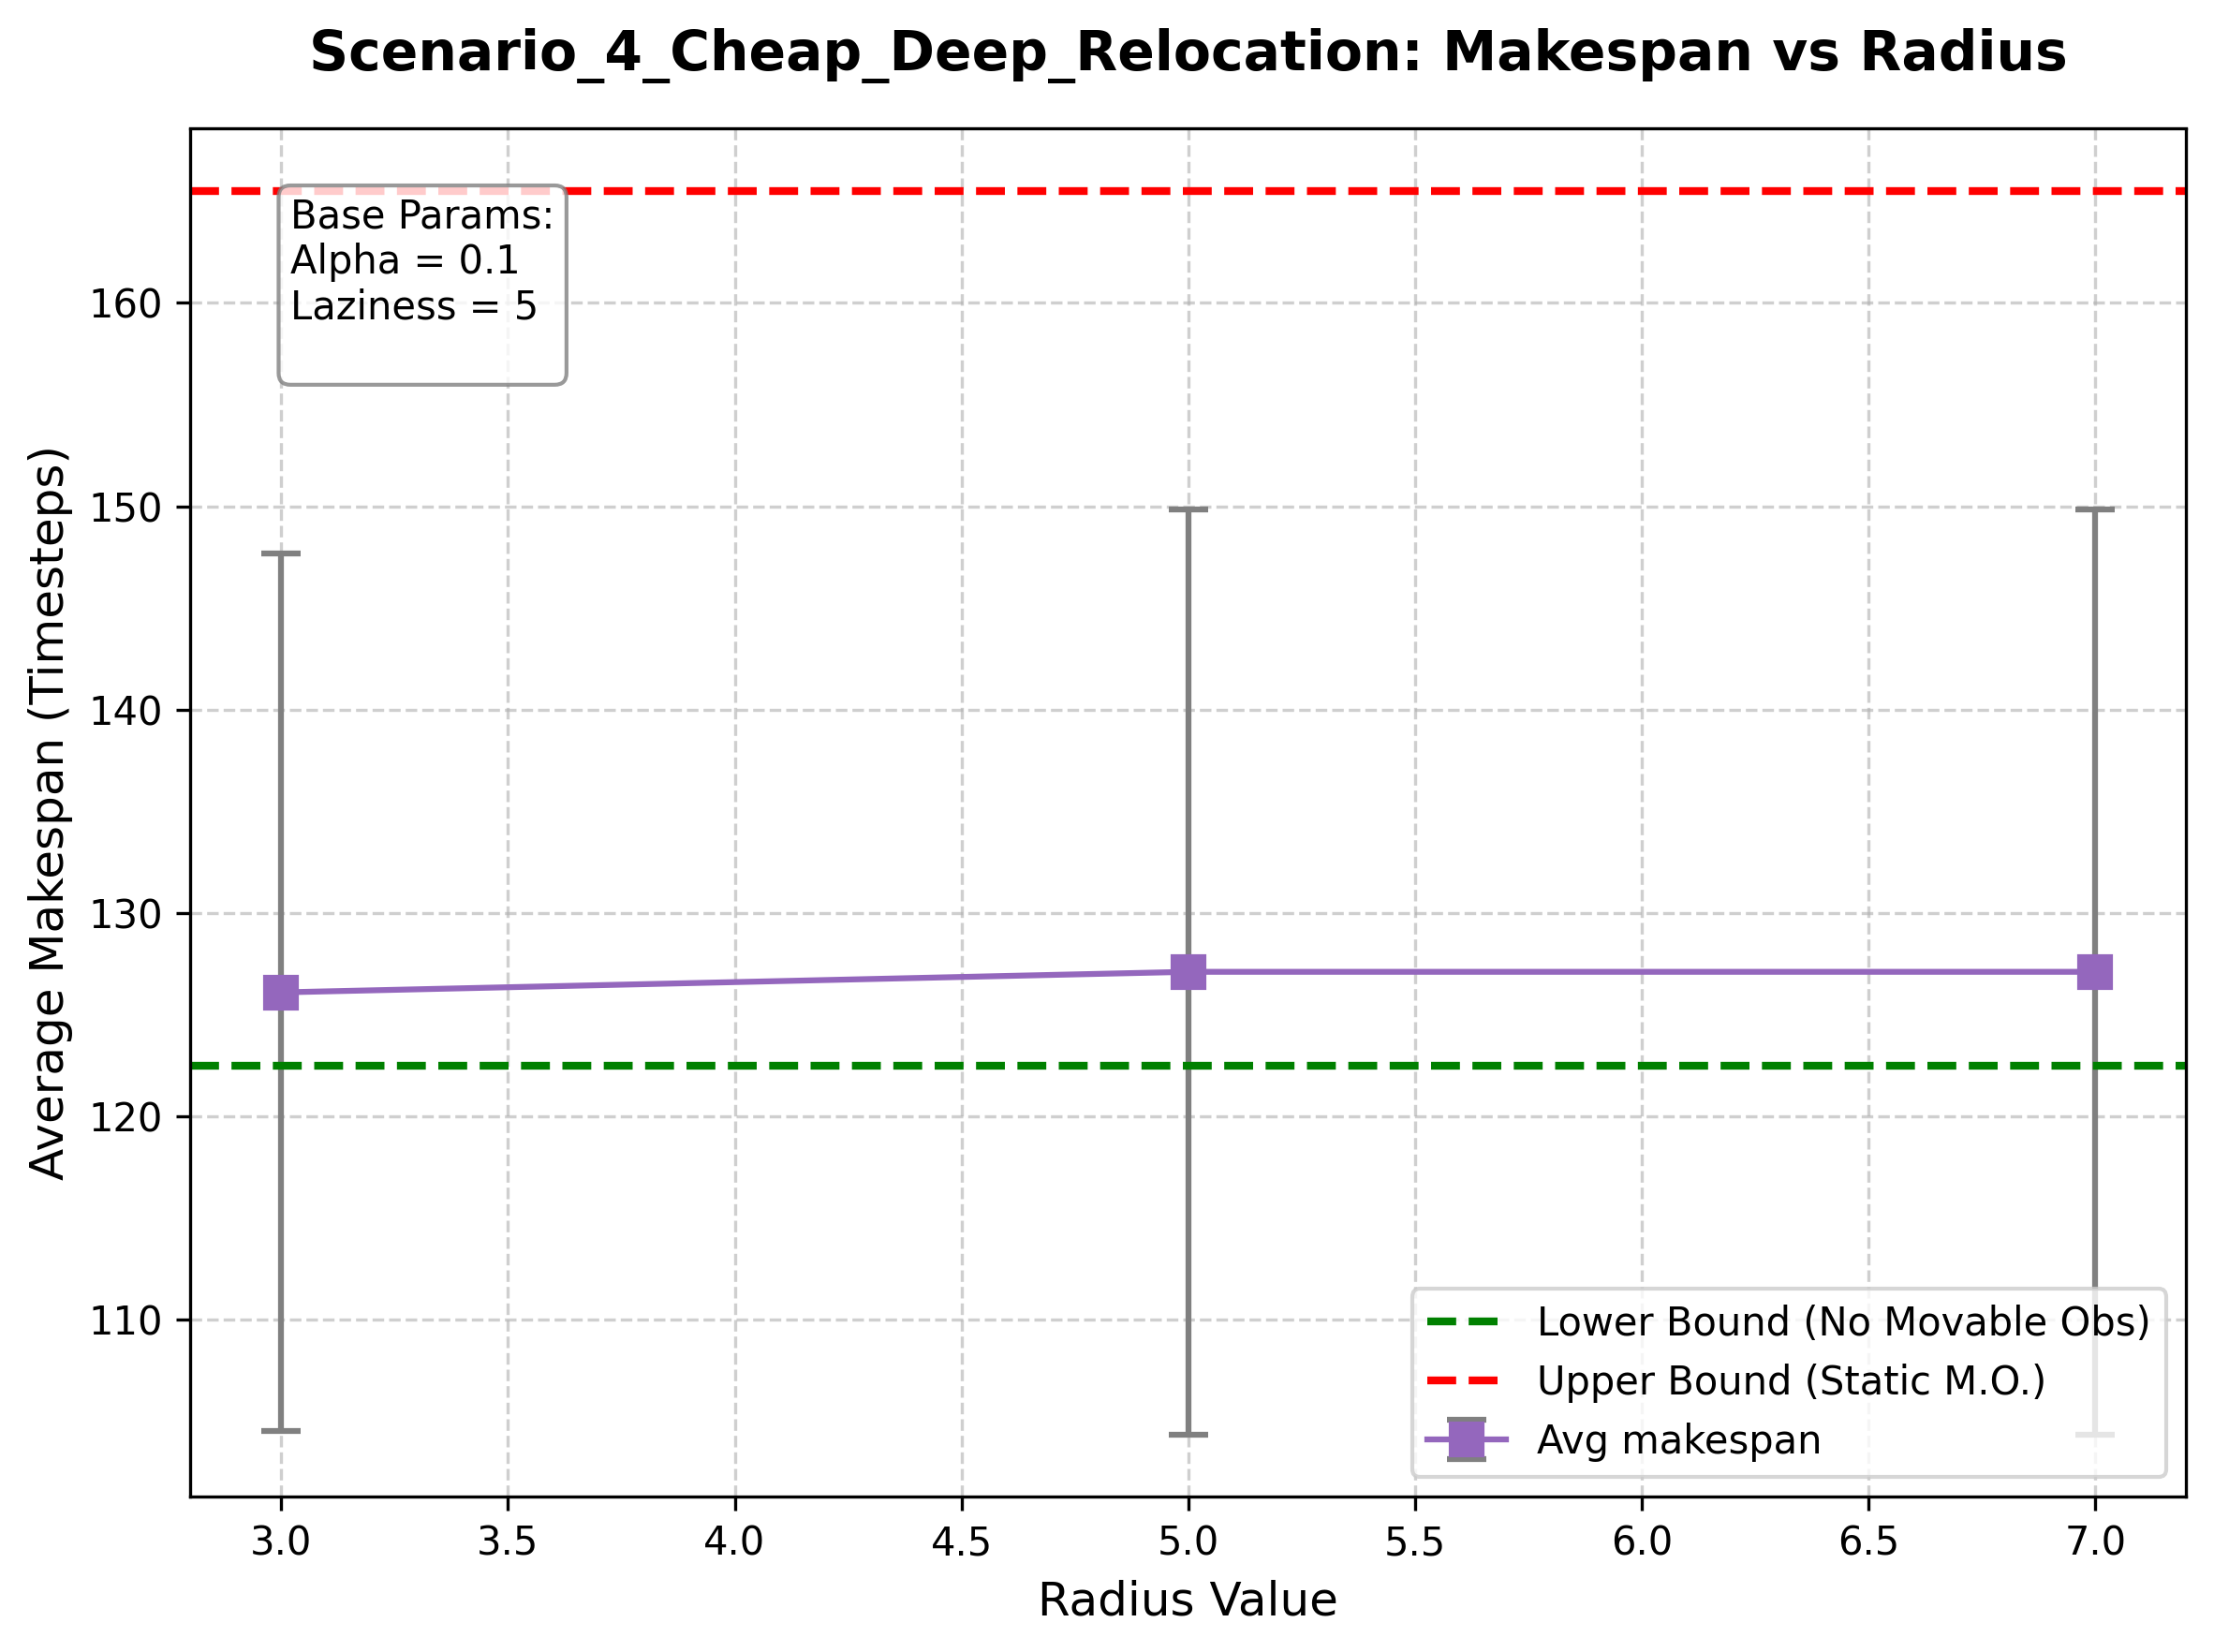 Scenario_4_Cheap_Deep_Relocation: Makespan vs Radius
Base Params:
Alpha = 0.1
Laziness = 5
Average Makespan (Timesteps)
160
150
140
130
120
110
Lower Bound (No Movable Obs)
Upper Bound (Static M.O.)
Avg makespan
3.0 3.5 4.0 4.5 5.0 5.5 6.0 6.5 7.0
Radius Value